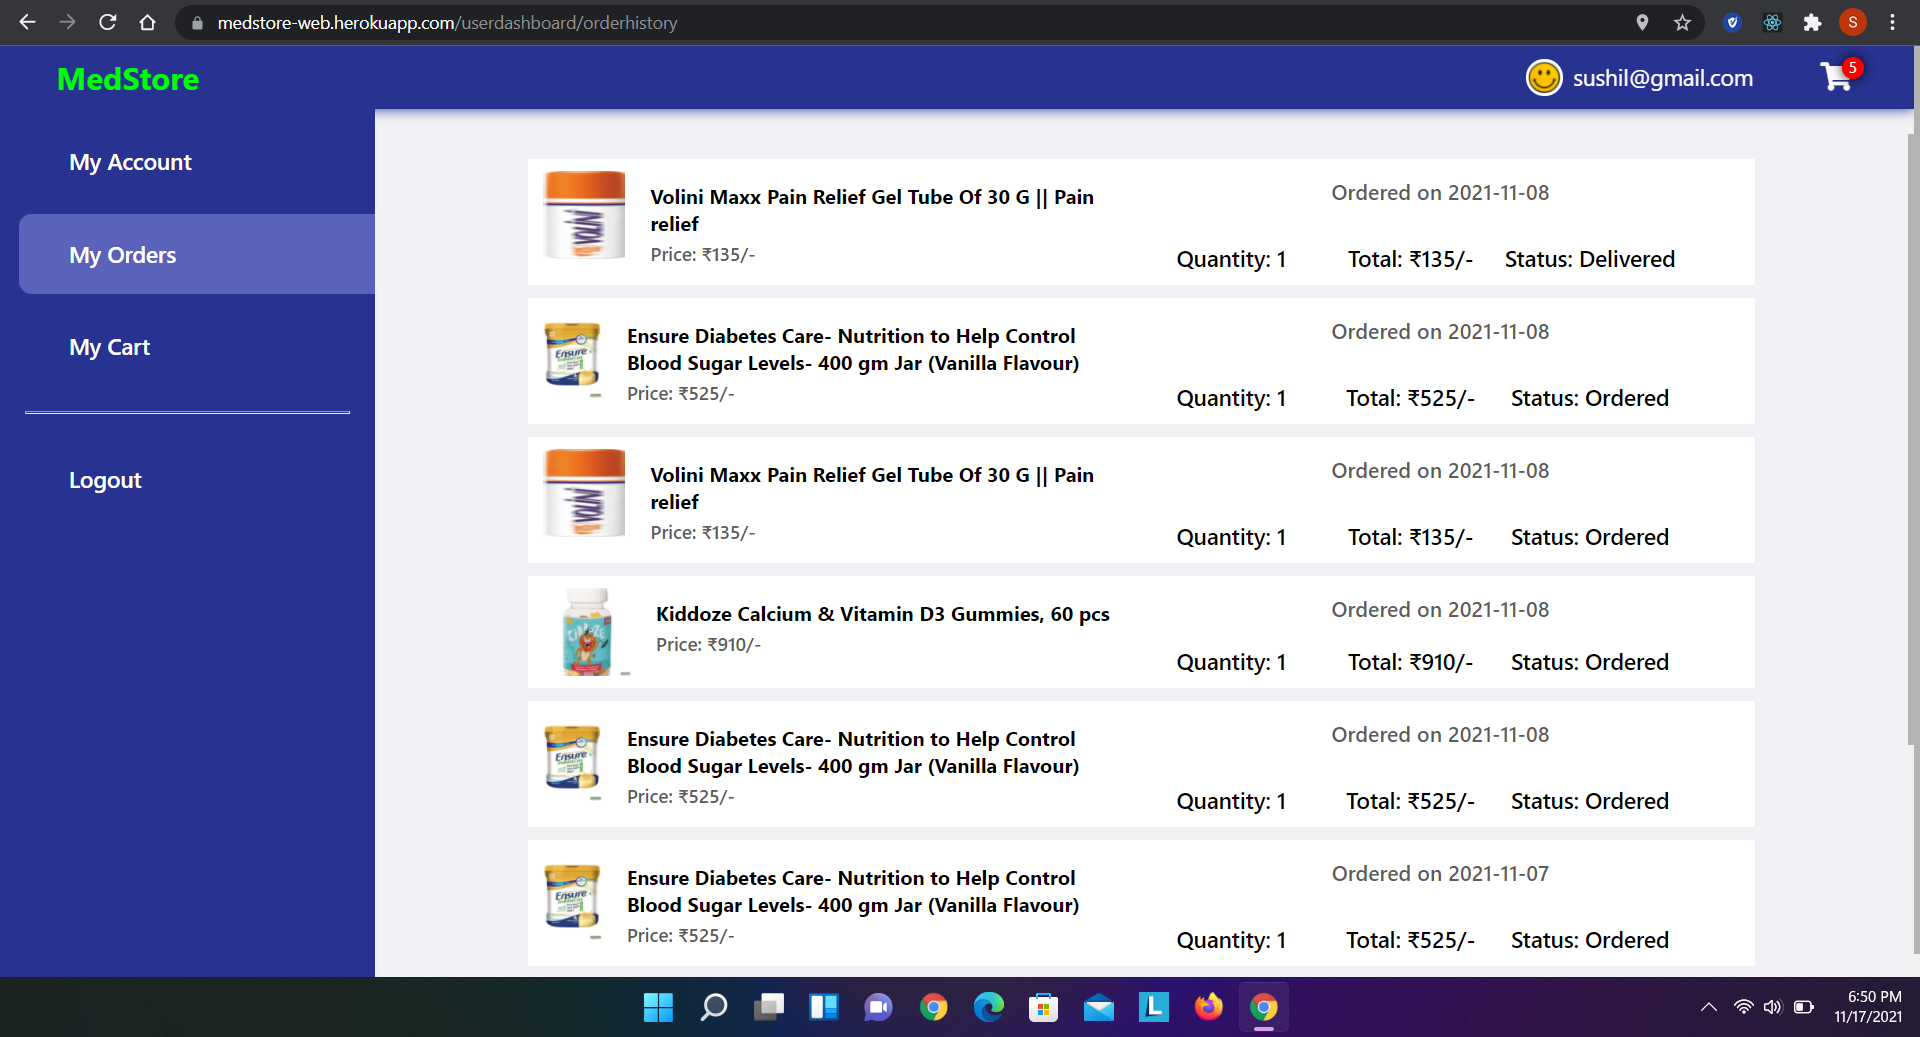 medstore-web.herokuapp.com/userdashboard/orderhistory
S
MedStore
sushil@gmail.com
5
My Account
My Orders
My Cart
Logout
Volini Maxx Pain Relief Gel Tube Of 30 G || Pain
relief
Price: ₹135/-
Ordered on 2021-11-08
Quantity: 1 Total: ₹135/- Status: Delivered
VOLINI
Ensure Diabetes Care- Nutrition to Help Control
Blood Sugar Levels- 400 gm Jar (Vanilla Flavour)
Price: ₹525/-
Ordered on 2021-11-08
Quantity: 1 Total: ₹525/- Status: Ordered
Ensure
Volini Maxx Pain Relief Gel Tube Of 30 G || Pain
relief
Price: ₹135/-
Ordered on 2021-11-08
Quantity: 1 Total: ₹135/- Status: Ordered
VOLINI
Kiddoze Calcium & Vitamin D3 Gummies, 60 pcs
Price: ₹910/-
Ordered on 2021-11-08
Quantity: 1 Total: ₹910/- Status: Ordered
KIDDOZE
Ensure Diabetes Care- Nutrition to Help Control
Blood Sugar Levels- 400 gm Jar (Vanilla Flavour)
Price: ₹525/-
Ordered on 2021-11-08
Quantity: 1 Total: ₹525/- Status: Ordered
Ensure
Ensure Diabetes Care- Nutrition to Help Control
Blood Sugar Levels- 400 gm Jar (Vanilla Flavour)
Price: ₹525/-
Ordered on 2021-11-07
Quantity: 1 Total: ₹525/- Status: Ordered
Ensure
L
6:50 PM
11/17/2021